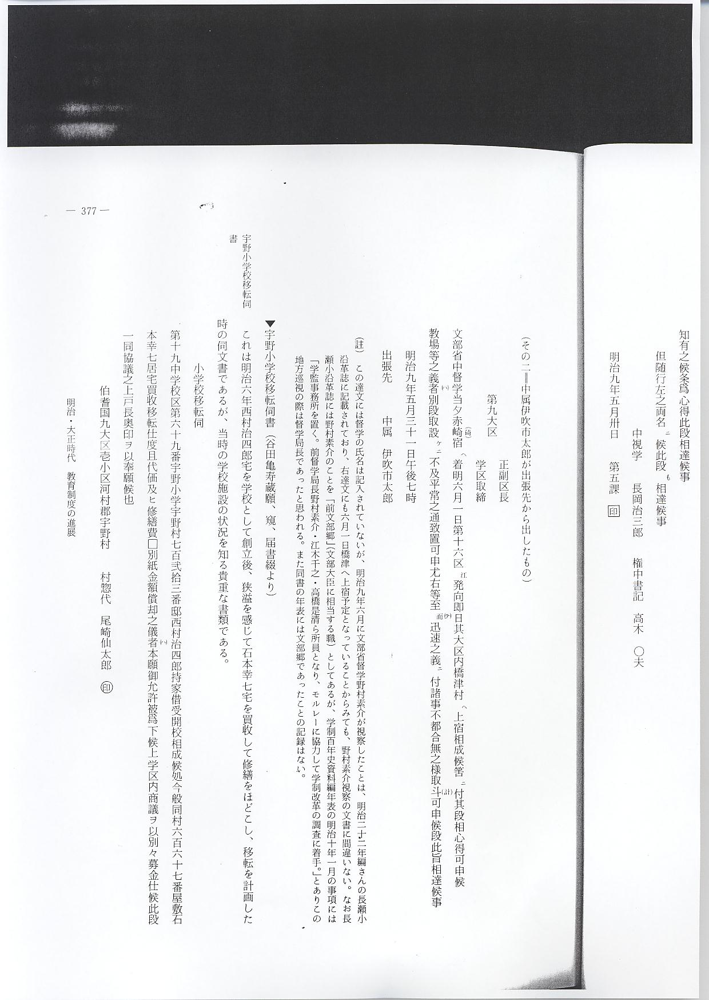 知有之候条爲心得此段相達候事
但随行左之両名ニ候此段も相達候事
中視学 長岡治三郎 権中書記 高木 〇夫
明治九年五月卅日 第五課 印
(その二＝中属伊吹市太郎が出張先から出したもの)
正副区長
第九大区
学区取締
文部省中督学当夕赤崎(碕)宿へ着明六月一日第十六区江発向即日其大区内橋津村へ上宿相成候筈ニ付其段相心得可申候
教場等之義者(ハ)別段取設ケニ不及平常之通致置可申尤右等至而(テ)迅速之義ニ付諸事不都合無之様取斗(計)可申候段此旨相達候事
明治九年五月三十一日午後七時
出張先 中属 伊吹市太郎
(註) この達文には督学の氏名は記入されていないが、明治九年六月に文部省督学野村素介が視察したことは、明治二十二年編さんの長瀬小
沿革誌に記載されており、右達文にも六月一日橋津へ上宿予定となっていることからみても、野村素介視察の文書に間違いない。なお長
瀬小沿革誌には野村素介のことを「前文部郷」(文部大臣に相当する職)としてあるが、学制百年史資料編年表の明治十年一月の事項には
「学監事務所を置く。前督学局長野村素介・江木千之・高橋是清ら所員となり、モルレーに協力して学制改革の調査に着手。」とありこの
地方巡視の際は督学局長であったと思われる。また同書の年表には文部郷であったことの記録はない。
▼宇野小学校移転伺書(谷田亀寿蔵願、窺、届書綴より)
宇野小学校移転伺
書
これは明治六年西村治四郎宅を学校として創立後、狭溢を感じて石本幸七宅を買収して修繕をほどこし、移転を計画した
時の伺文書であるが、当時の学校施設の状況を知る貴重な書類である。
小学校移転伺
第十九中学校区第六十九番宇野小学宇野村七百弐拾三番邸西村治四郎持家借受開校相成候処今般同村六百六十七番屋敷石
本幸七居宅買收移転仕度且代価及ヒ修繕費□別紙金額償却之儀者(ハ)本願御允許被爲下候上学区内商議ヲ以別々募金仕候此段
一同協議之上戸長奥印ヲ以奉願候也
伯耆国九大区壱小区河村郡宇野村 村惣代 尾崎仙太郎 ㊞
明治・大正時代 教育制度の進展
— 377 —